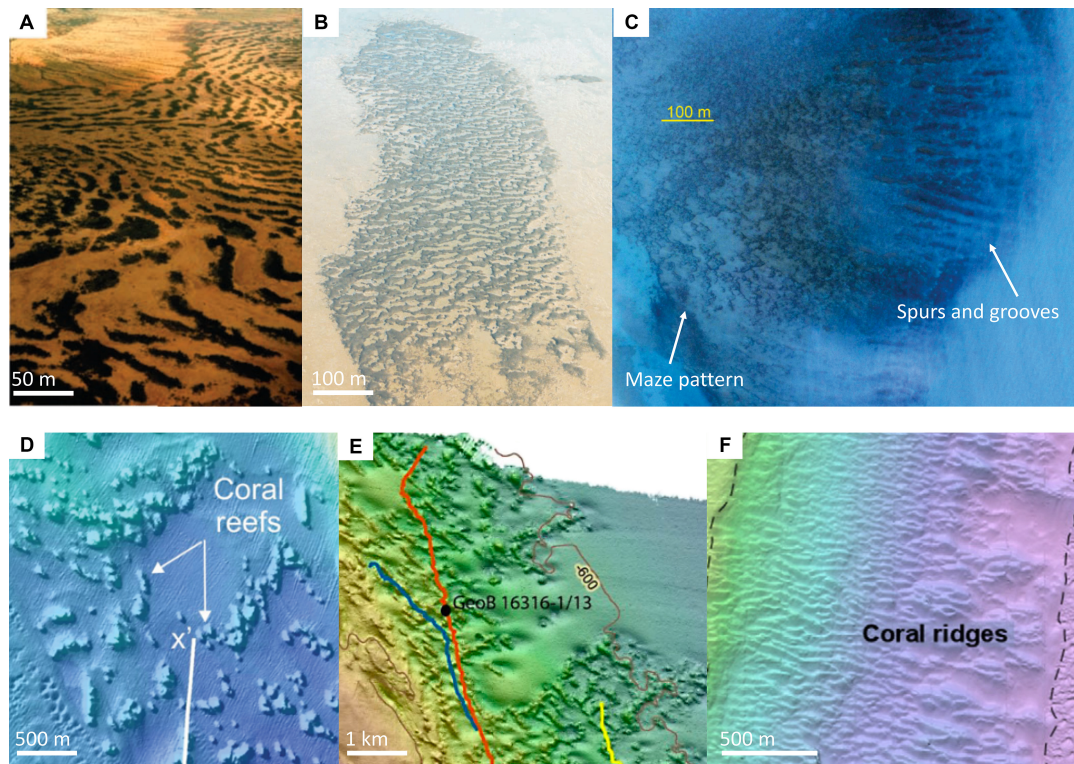 A
50 m
B
100 m
C
100 m
Spurs and grooves
Maze pattern
D
Coral
reefs
x'
500 m
E
-600
GeoB 16316-1/13
1 km
F
Coral ridges
500 m